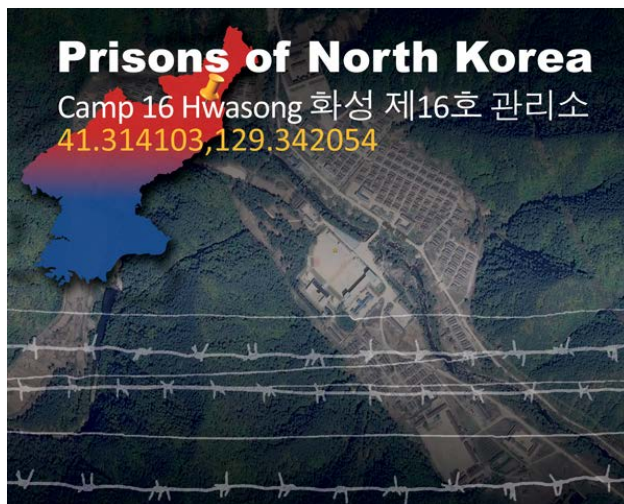 Prisons of North Korea
Camp 16 Hwasong 화성 제16호 관리소
41.314103,129.342054